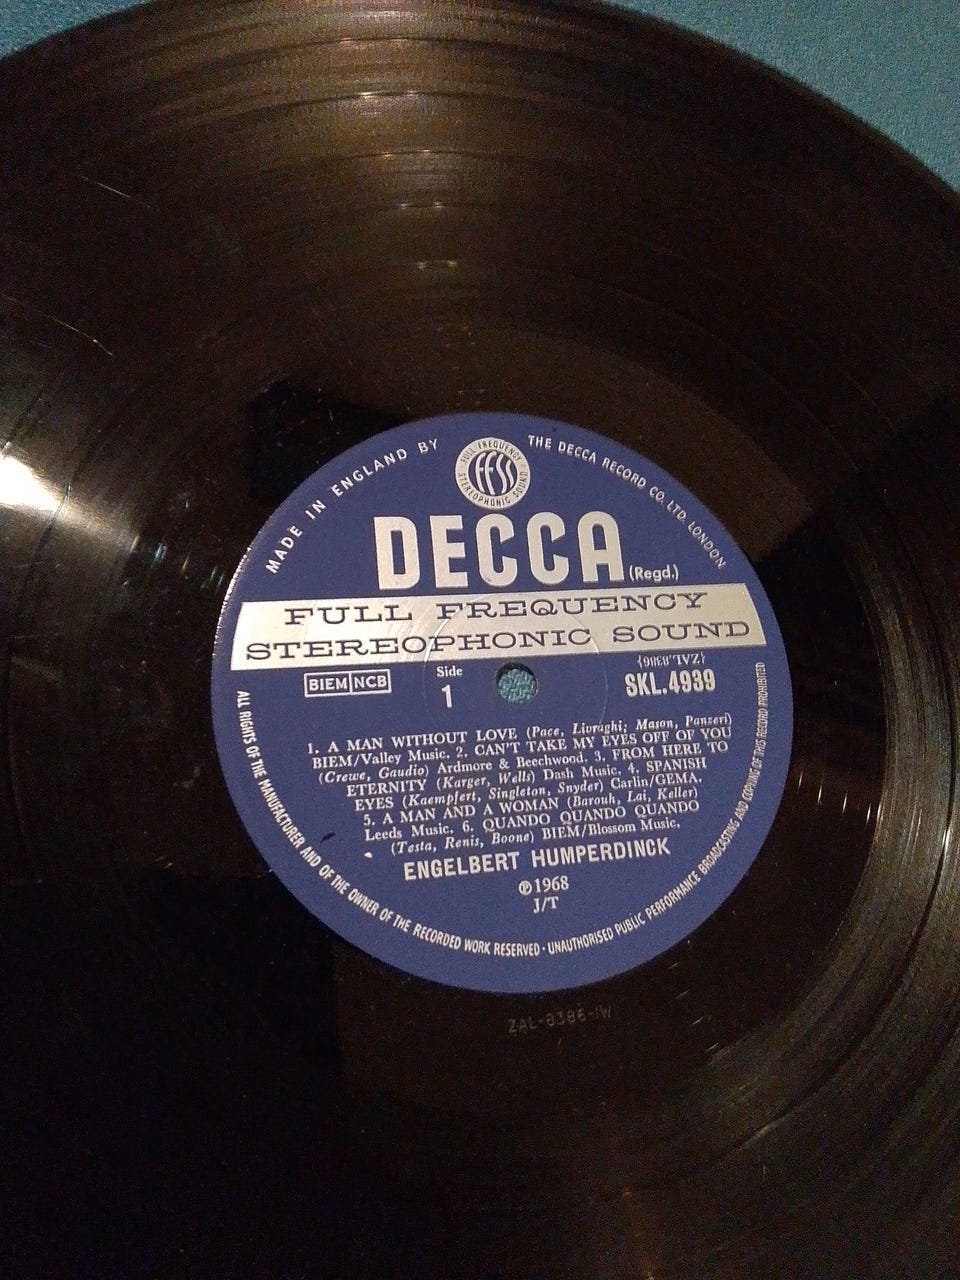 MADE IN ENGLAND BY THE DECCA RECORD CO. LTD. LONDON
· FULL FREQUENCY · STEREOPHONIC SOUND
FFSS
DECCA (Regd.)
FULL FREQUENCY
STEREOPHONIC SOUND
BIEM NCB
Side
1
{ZAL"8386}
SKL.4939
1. A MAN WITHOUT LOVE (Pace, Livraghi; Mason, Panzeri)
BIEM/Valley Music. 2. CAN'T TAKE MY EYES OFF OF YOU
(Crewe, Gaudio) Ardmore & Beechwood. 3. FROM HERE TO
ETERNITY (Karger, Wells) Dash Music. 4. SPANISH
EYES (Kaempfert, Singleton, Snyder) Carlin/GEMA.
5. A MAN AND A WOMAN (Barouh, Lai, Keller)
Leeds Music. 6. QUANDO QUANDO QUANDO
(Testa, Renis, Boone) BIEM/Blossom Music.
ENGELBERT HUMPERDINCK
℗1968
J/T
ALL RIGHTS OF THE MANUFACTURER AND OF THE OWNER OF THE RECORDED WORK RESERVED · UNAUTHORISED PUBLIC PERFORMANCE BROADCASTING AND COPYING OF THIS RECORD PROHIBITED
ZAL-8386-1W